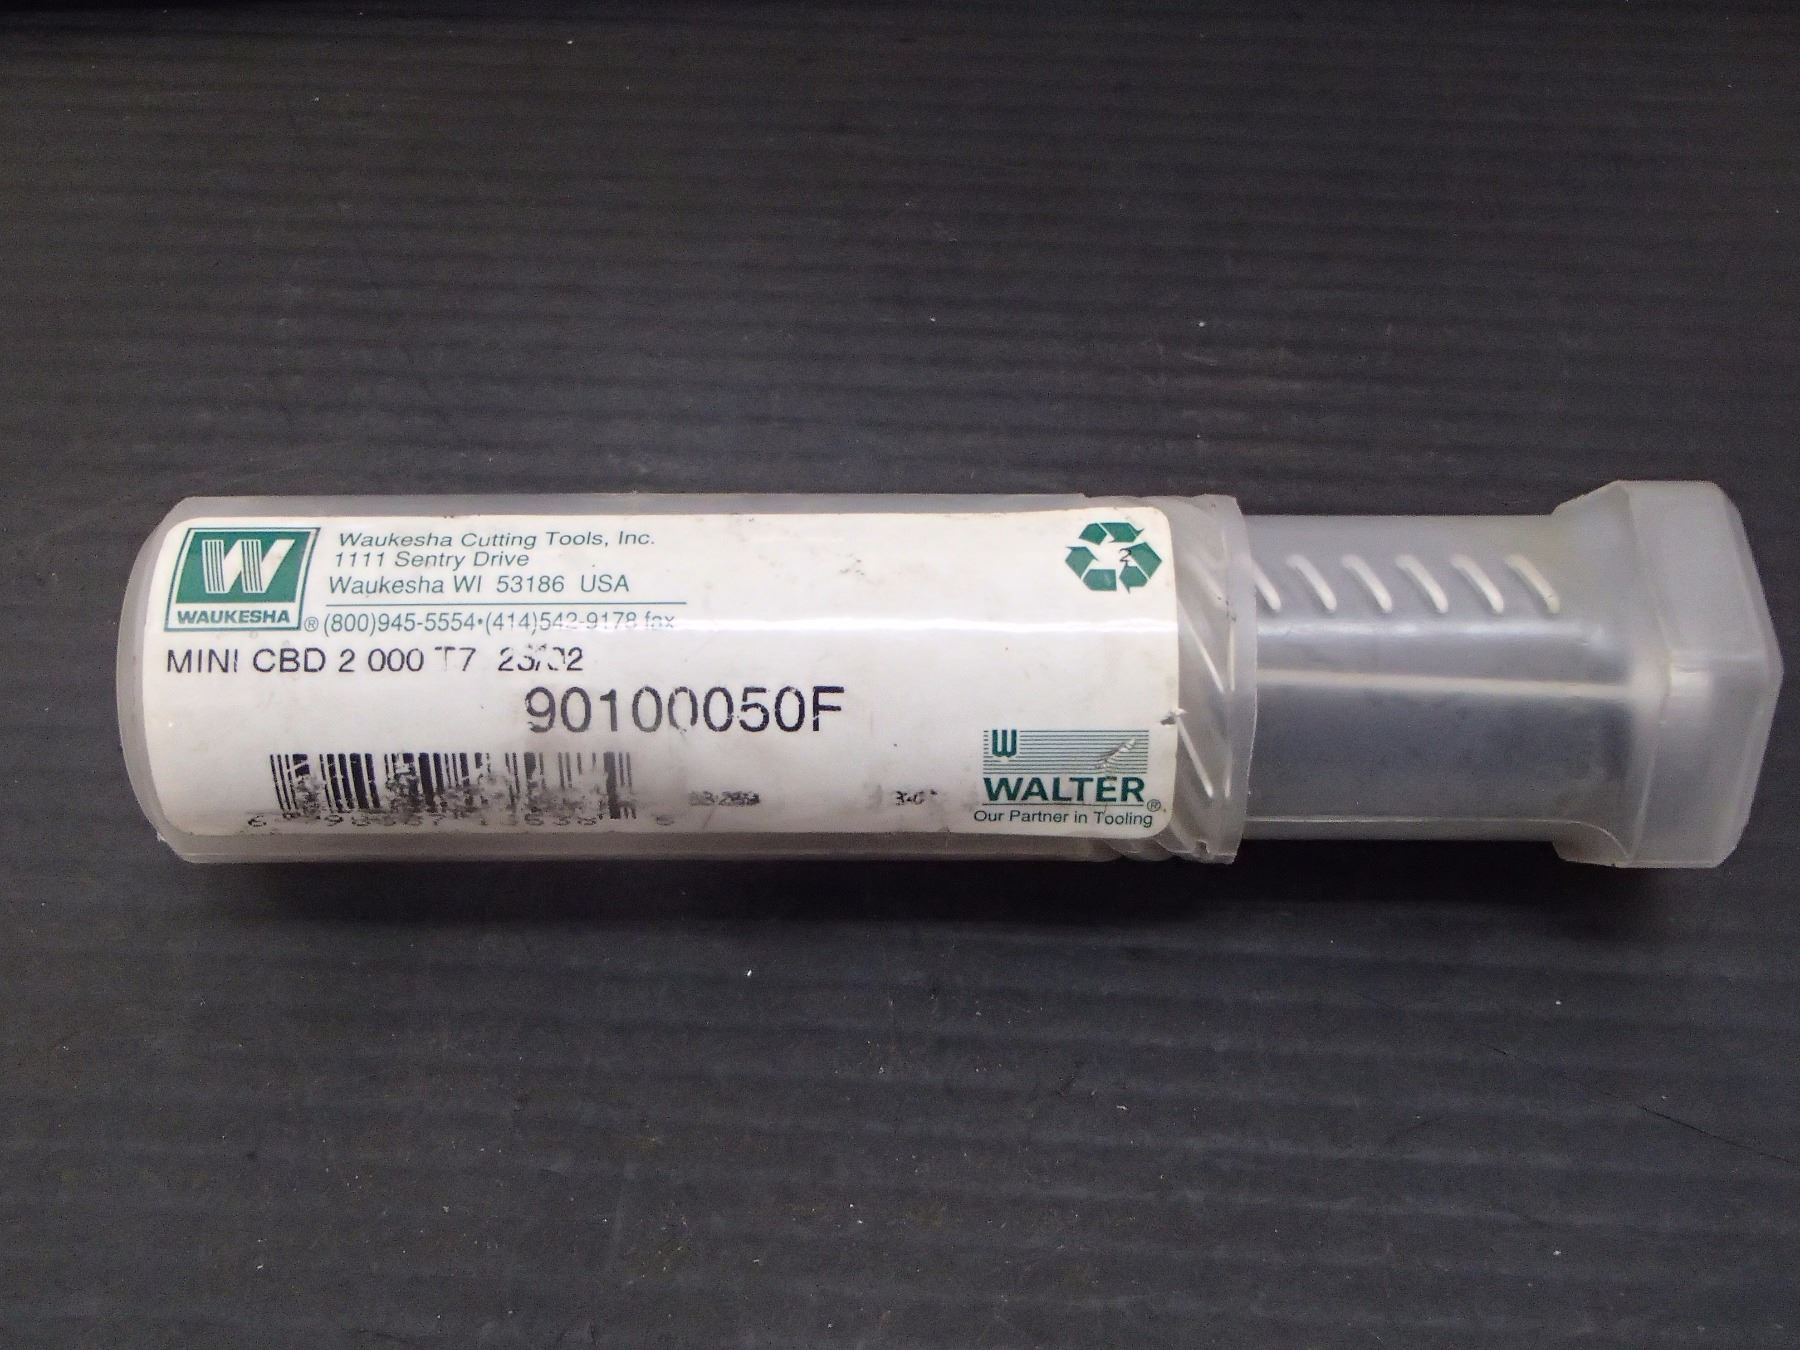 W
WAUKESHA ®
Waukesha Cutting Tools, Inc.
1111 Sentry Drive
Waukesha WI 53186 USA
(800)945-5554•(414)542-9178 fax
2
MINI CBD 2 000 T7
90100050F
W
WALTER ®
Our Partner in Tooling